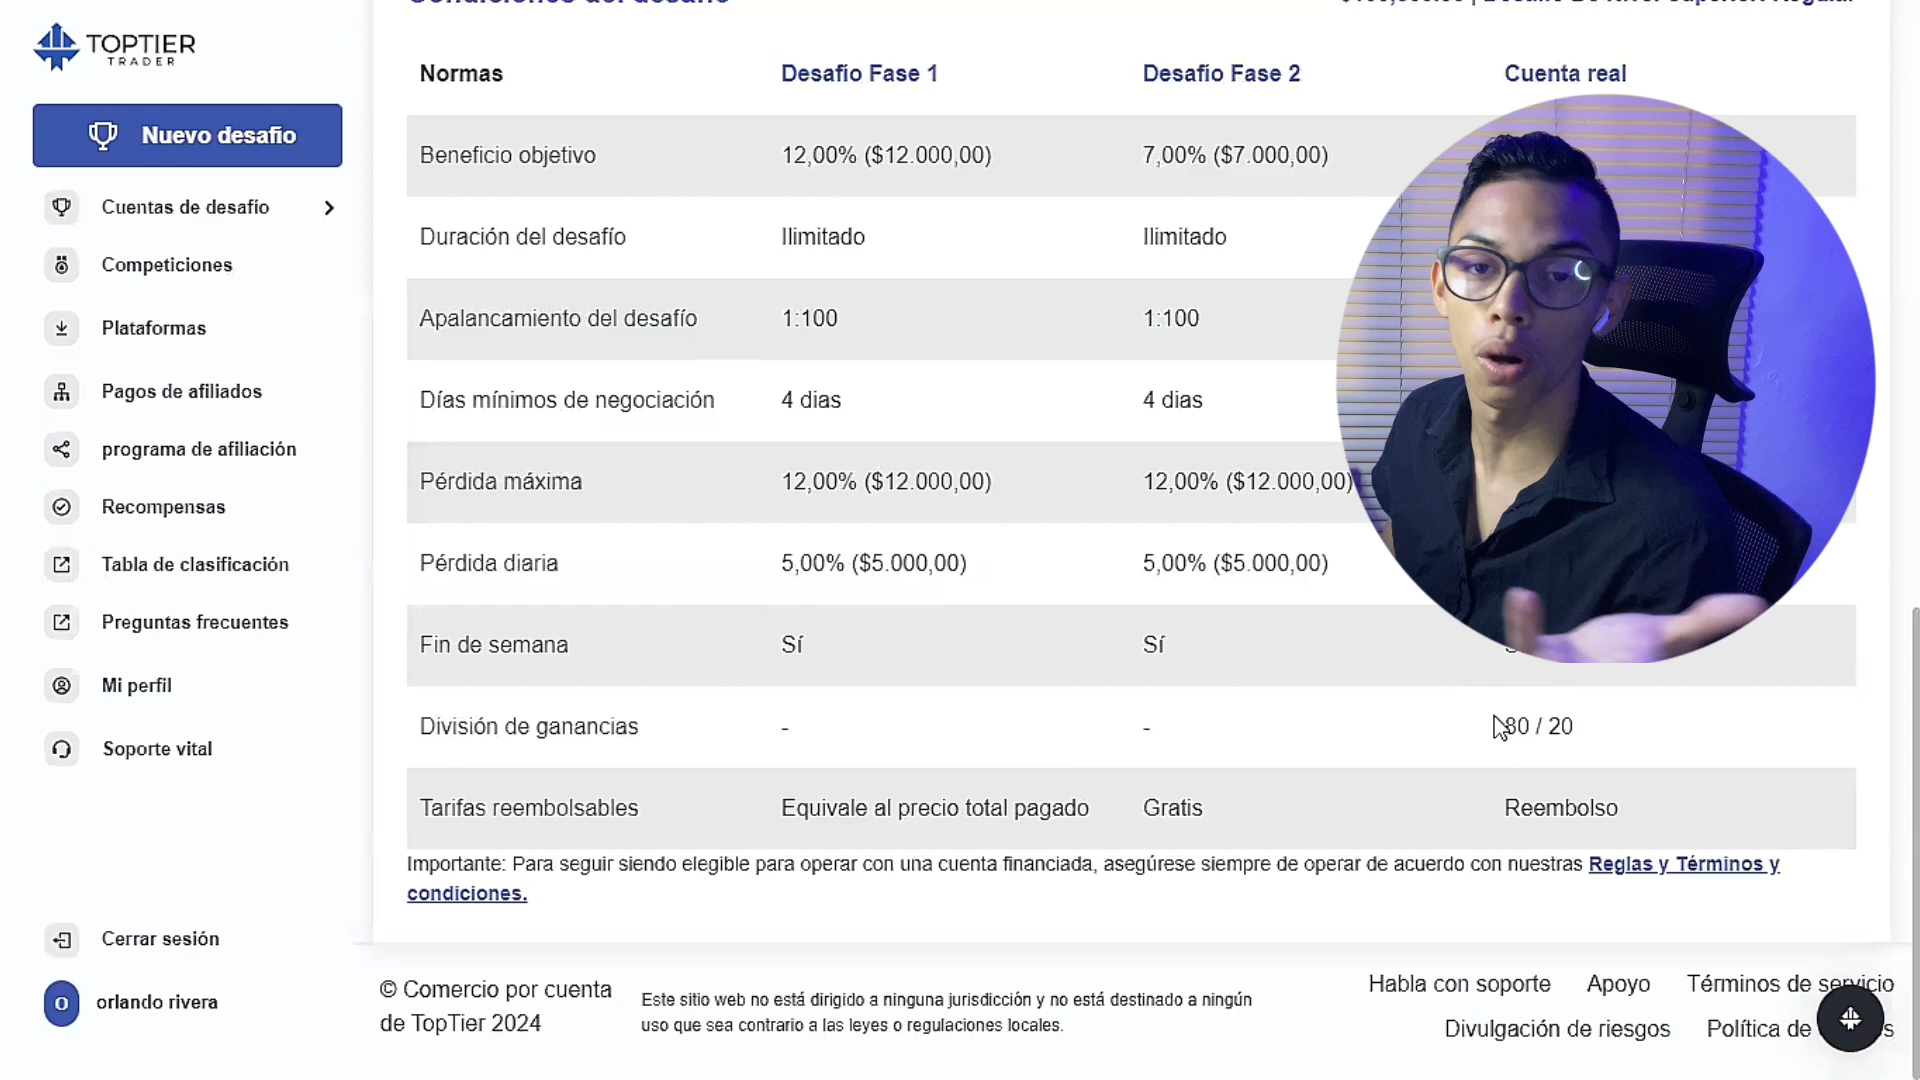 TOPTIER
TRADER
Nuevo desafio
Cuentas de desafío
Competiciones
Plataformas
Pagos de afiliados
programa de afiliación
Recompensas
Tabla de clasificación
Preguntas frecuentes
Mi perfil
Soporte vital
Cerrar sesión
O orlando rivera
Condiciones del desafío
Normas Desafío Fase 1 Desafío Fase 2 Cuenta real
Beneficio objetivo 12,00% ($12.000,00) 7,00% ($7.000,00)
Duración del desafío Ilimitado Ilimitado
Apalancamiento del desafío 1:100 1:100
Días mínimos de negociación 4 dias 4 dias
Pérdida máxima 12,00% ($12.000,00) 12,00% ($12.000,00)
Pérdida diaria 5,00% ($5.000,00) 5,00% ($5.000,00)
Fin de semana Sí Sí
División de ganancias - - 80 / 20
Tarifas reembolsables Equivale al precio total pagado Gratis Reembolso
Importante: Para seguir siendo elegible para operar con una cuenta financiada, asegúrese siempre de operar de acuerdo con nuestras Reglas y Términos y
condiciones.
© Comercio por cuenta
de TopTier 2024
Este sitio web no está dirigido a ninguna jurisdicción y no está destinado a ningún
uso que sea contrario a las leyes o regulaciones locales.
Habla con soporte Apoyo Términos de servicio
Divulgación de riesgos Política de